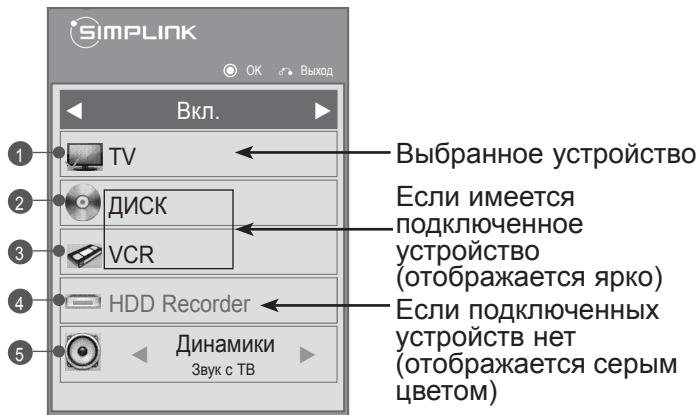 SIMPLINK
OK Выход
Вкл.
1 TV
2 ДИСК
3 VCR
4 HDD Recorder
5 Динамики
Звук с ТВ
Выбранное устройство
Если имеется
подключенное
устройство
(отображается ярко)
Если подключенных
устройств нет
(отображается серым
цветом)